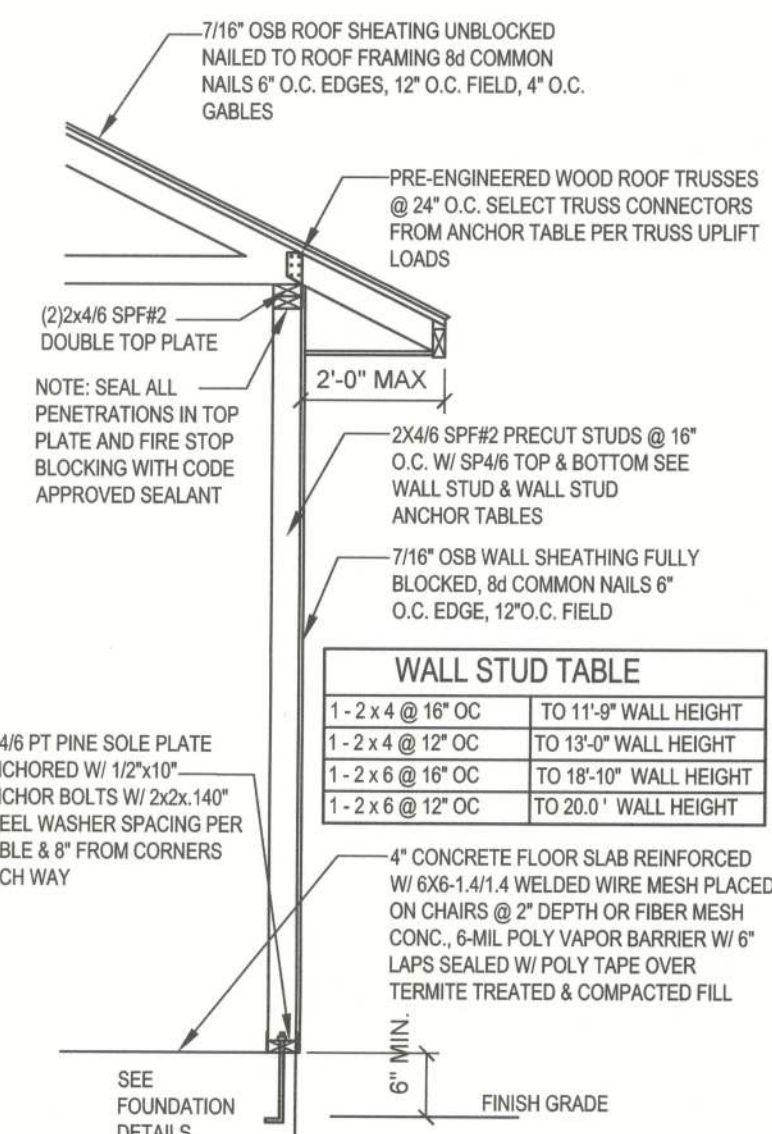 7/16" OSB ROOF SHEATING UNBLOCKED
NAILED TO ROOF FRAMING 8d COMMON
NAILS 6" O.C. EDGES, 12" O.C. FIELD, 4" O.C.
GABLES
PRE-ENGINEERED WOOD ROOF TRUSSES
@ 24" O.C. SELECT TRUSS CONNECTORS
FROM ANCHOR TABLE PER TRUSS UPLIFT
LOADS
(2)2x4/6 SPF#2
DOUBLE TOP PLATE
2'-0" MAX
NOTE: SEAL ALL
PENETRATIONS IN TOP
PLATE AND FIRE STOP
BLOCKING WITH CODE
APPROVED SEALANT
2X4/6 SPF#2 PRECUT STUDS @ 16"
O.C. W/ SP4/6 TOP & BOTTOM SEE
WALL STUD & WALL STUD
ANCHOR TABLES
7/16" OSB WALL SHEATHING FULLY
BLOCKED, 8d COMMON NAILS 6"
O.C. EDGE, 12"O.C. FIELD
WALL STUD TABLE
1 - 2 x 4 @ 16" OC TO 11'-9" WALL HEIGHT
1 - 2 x 4 @ 12" OC TO 13'-0" WALL HEIGHT
1 - 2 x 6 @ 16" OC TO 18'-10" WALL HEIGHT
1 - 2 x 6 @ 12" OC TO 20.0 ' WALL HEIGHT
4/6 PT PINE SOLE PLATE
CHORED W/ 1/2"x10"
CHOR BOLTS W/ 2x2x.140"
EEL WASHER SPACING PER
BLE & 8" FROM CORNERS
CH WAY
4" CONCRETE FLOOR SLAB REINFORCED
W/ 6X6-1.4/1.4 WELDED WIRE MESH PLACED
ON CHAIRS @ 2" DEPTH OR FIBER MESH
CONC., 6-MIL POLY VAPOR BARRIER W/ 6"
LAPS SEALED W/ POLY TAPE OVER
TERMITE TREATED & COMPACTED FILL
6" MIN.
SEE
FOUNDATION
DETAILS
FINISH GRADE